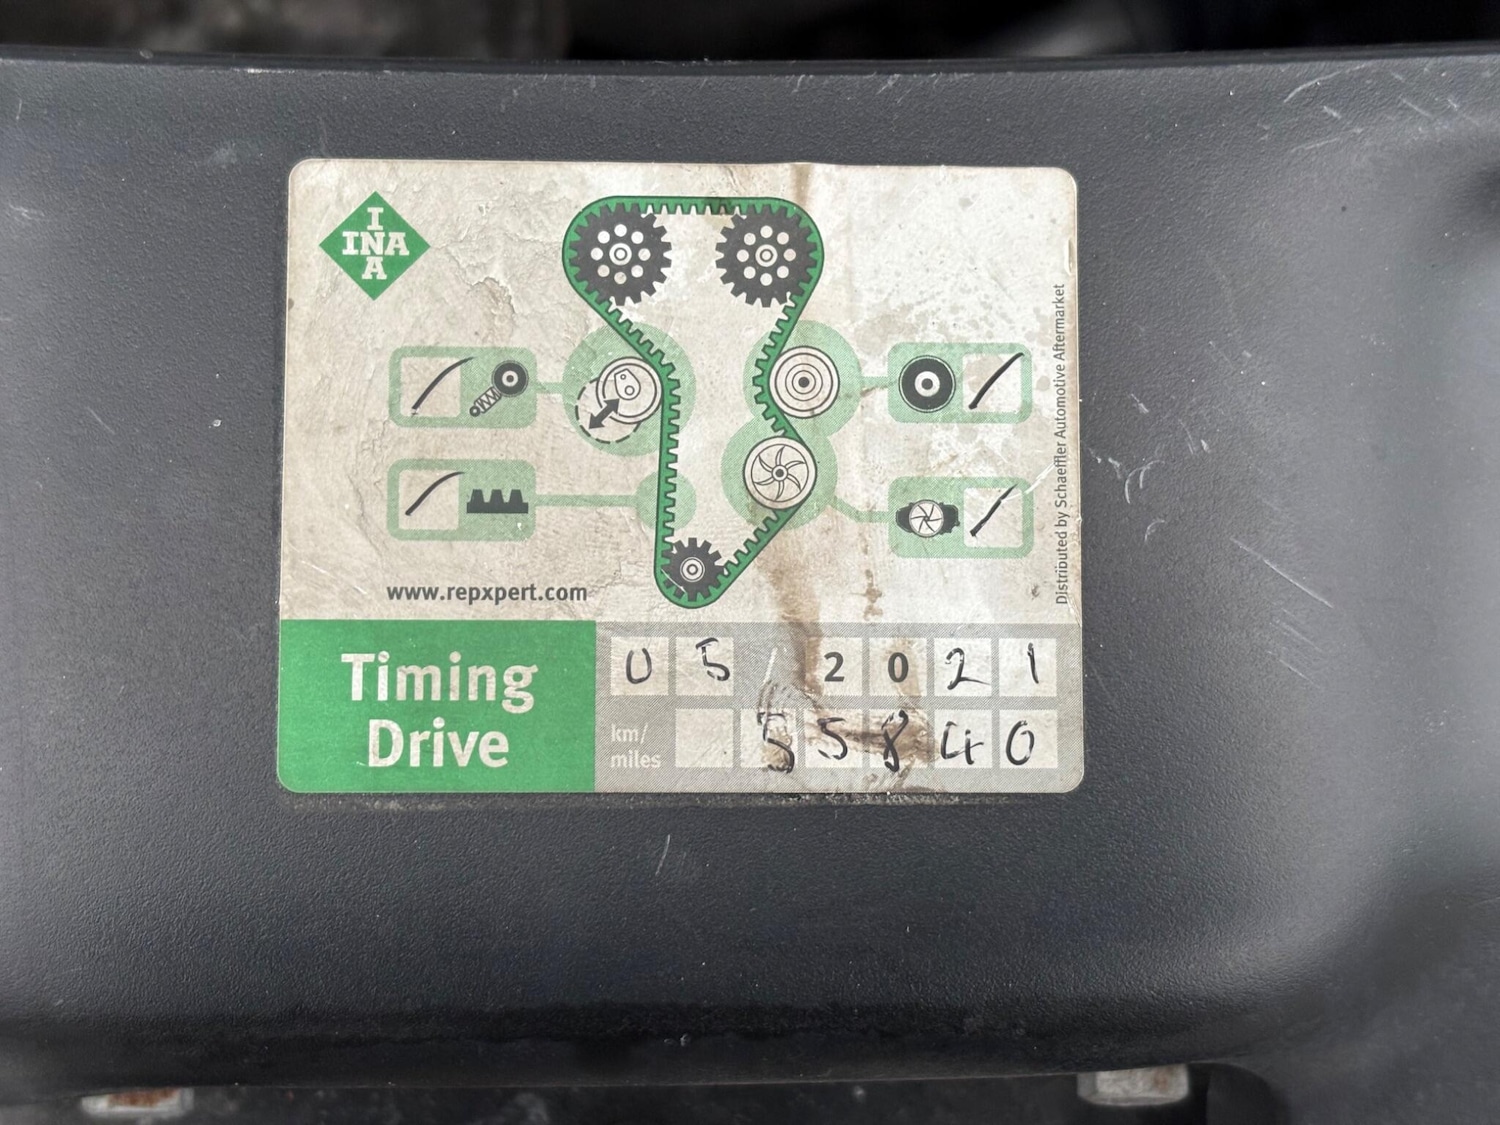 I
INA
A
Distributed by Schaeffler Automotive Aftermarket
www.repxpert.com
Timing
Drive
05 / 2021
km/
miles
55840